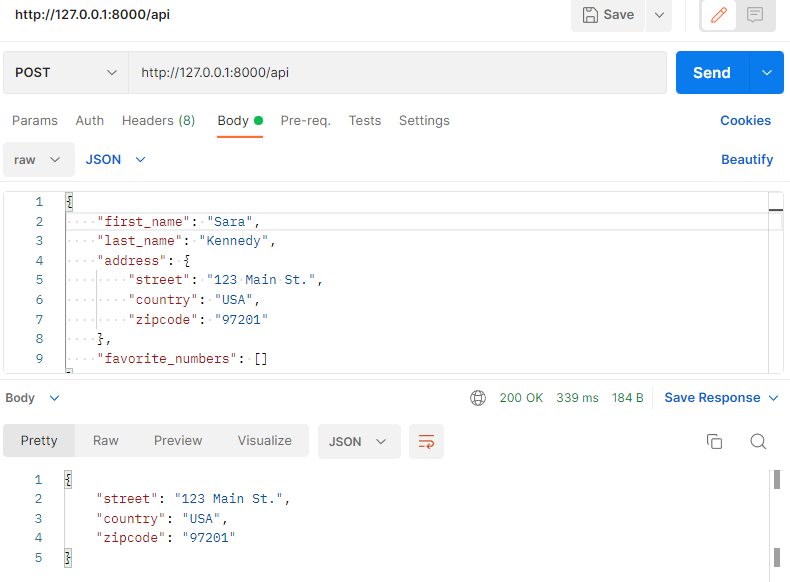 http://127.0.0.1:8000/api Save
POST http://127.0.0.1:8000/api Send
Params Auth Headers (8) Body Pre-req. Tests Settings Cookies
raw JSON Beautify
1 {
2 "first_name": "Sara",
3 "last_name": "Kennedy",
4 "address": {
5 "street": "123 Main St.",
6 "country": "USA",
7 "zipcode": "97201"
8 },
9 "favorite_numbers": []
Body 200 OK 339 ms 184 B Save Response
Pretty Raw Preview Visualize JSON
1 {
2 "street": "123 Main St.",
3 "country": "USA",
4 "zipcode": "97201"
5 }